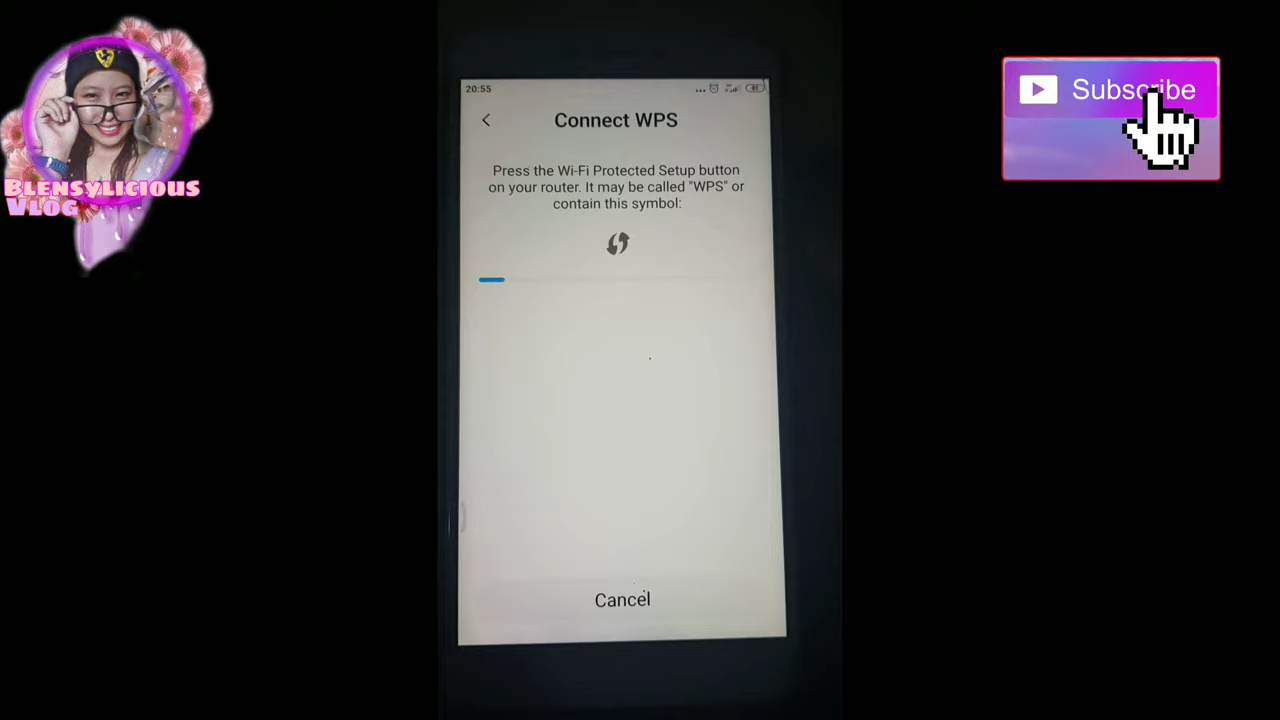 Blensylicious
Vlog
20:55
Connect WPS
Press the Wi-Fi Protected Setup button
on your router. It may be called "WPS" or
contain this symbol:
Cancel
Subscribe